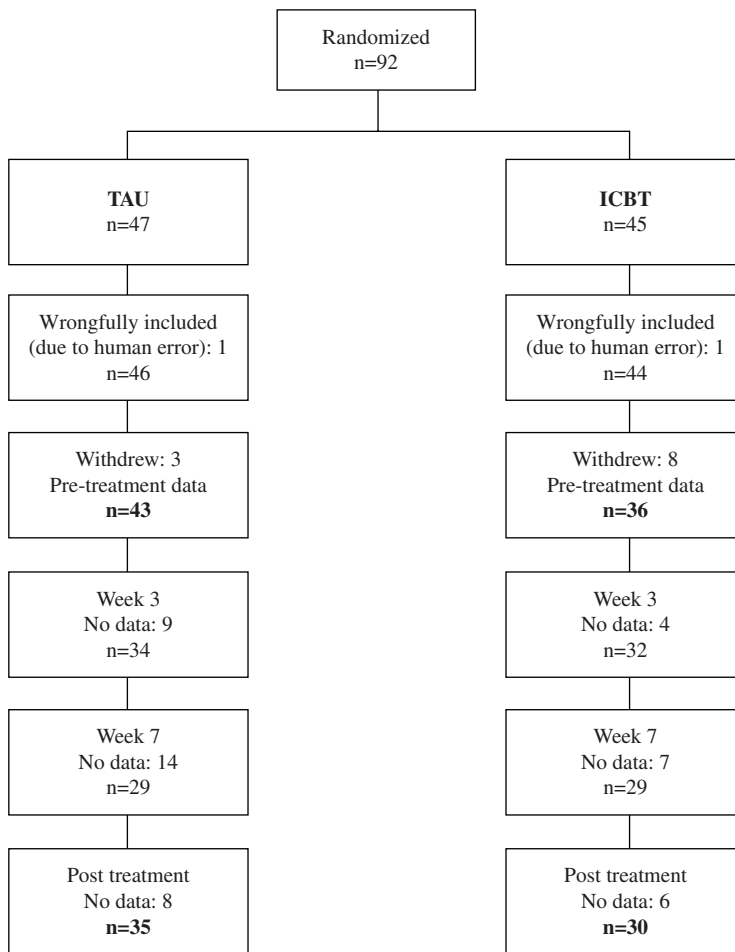 Randomized
n=92
TAU
n=47
ICBT
n=45
Wrongfully included
(due to human error): 1
n=46
Wrongfully included
(due to human error): 1
n=44
Withdrew: 3
Pre-treatment data
n=43
Withdrew: 8
Pre-treatment data
n=36
Week 3
No data: 9
n=34
Week 3
No data: 4
n=32
Week 7
No data: 14
n=29
Week 7
No data: 7
n=29
Post treatment
No data: 8
n=35
Post treatment
No data: 6
n=30